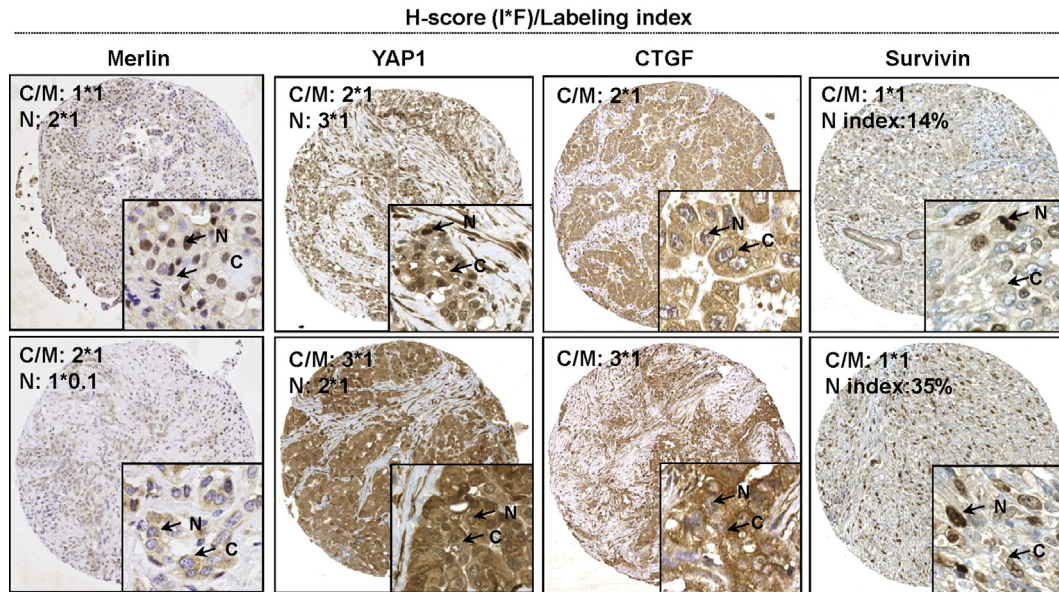 H-score (I*F)/Labeling index
Merlin YAP1 CTGF Survivin
C/M: 1*1
N: 2*1
N
C
C/M: 2*1
N: 3*1
N
C
C/M: 2*1
N
C
C/M: 1*1
N index:14%
N
C
C/M: 2*1
N: 1*0.1
N
C
C/M: 3*1
N: 2*1
N
C
C/M: 3*1
N
C
C/M: 1*1
N index:35%
N
C